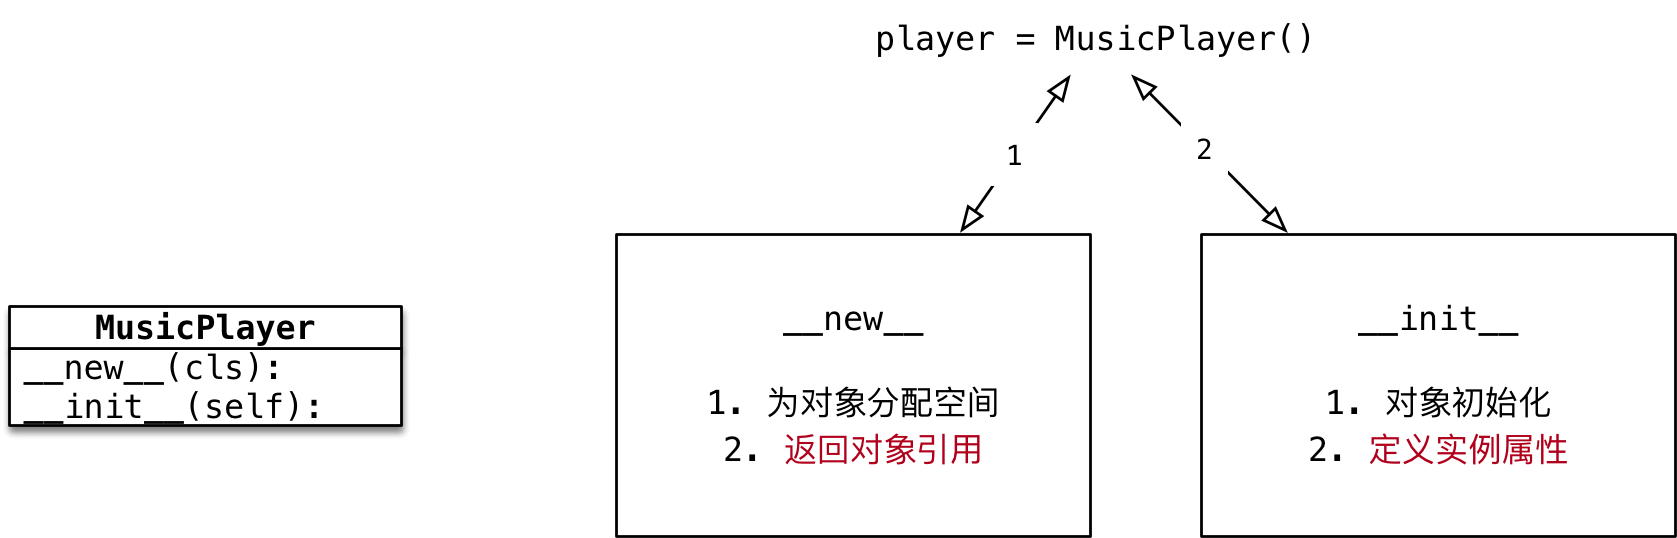 player = MusicPlayer()
1
2
MusicPlayer
__new__(cls):
__init__(self):
__new__
1. 为对象分配空间
2. 返回对象引用
__init__
1. 对象初始化
2. 定义实例属性